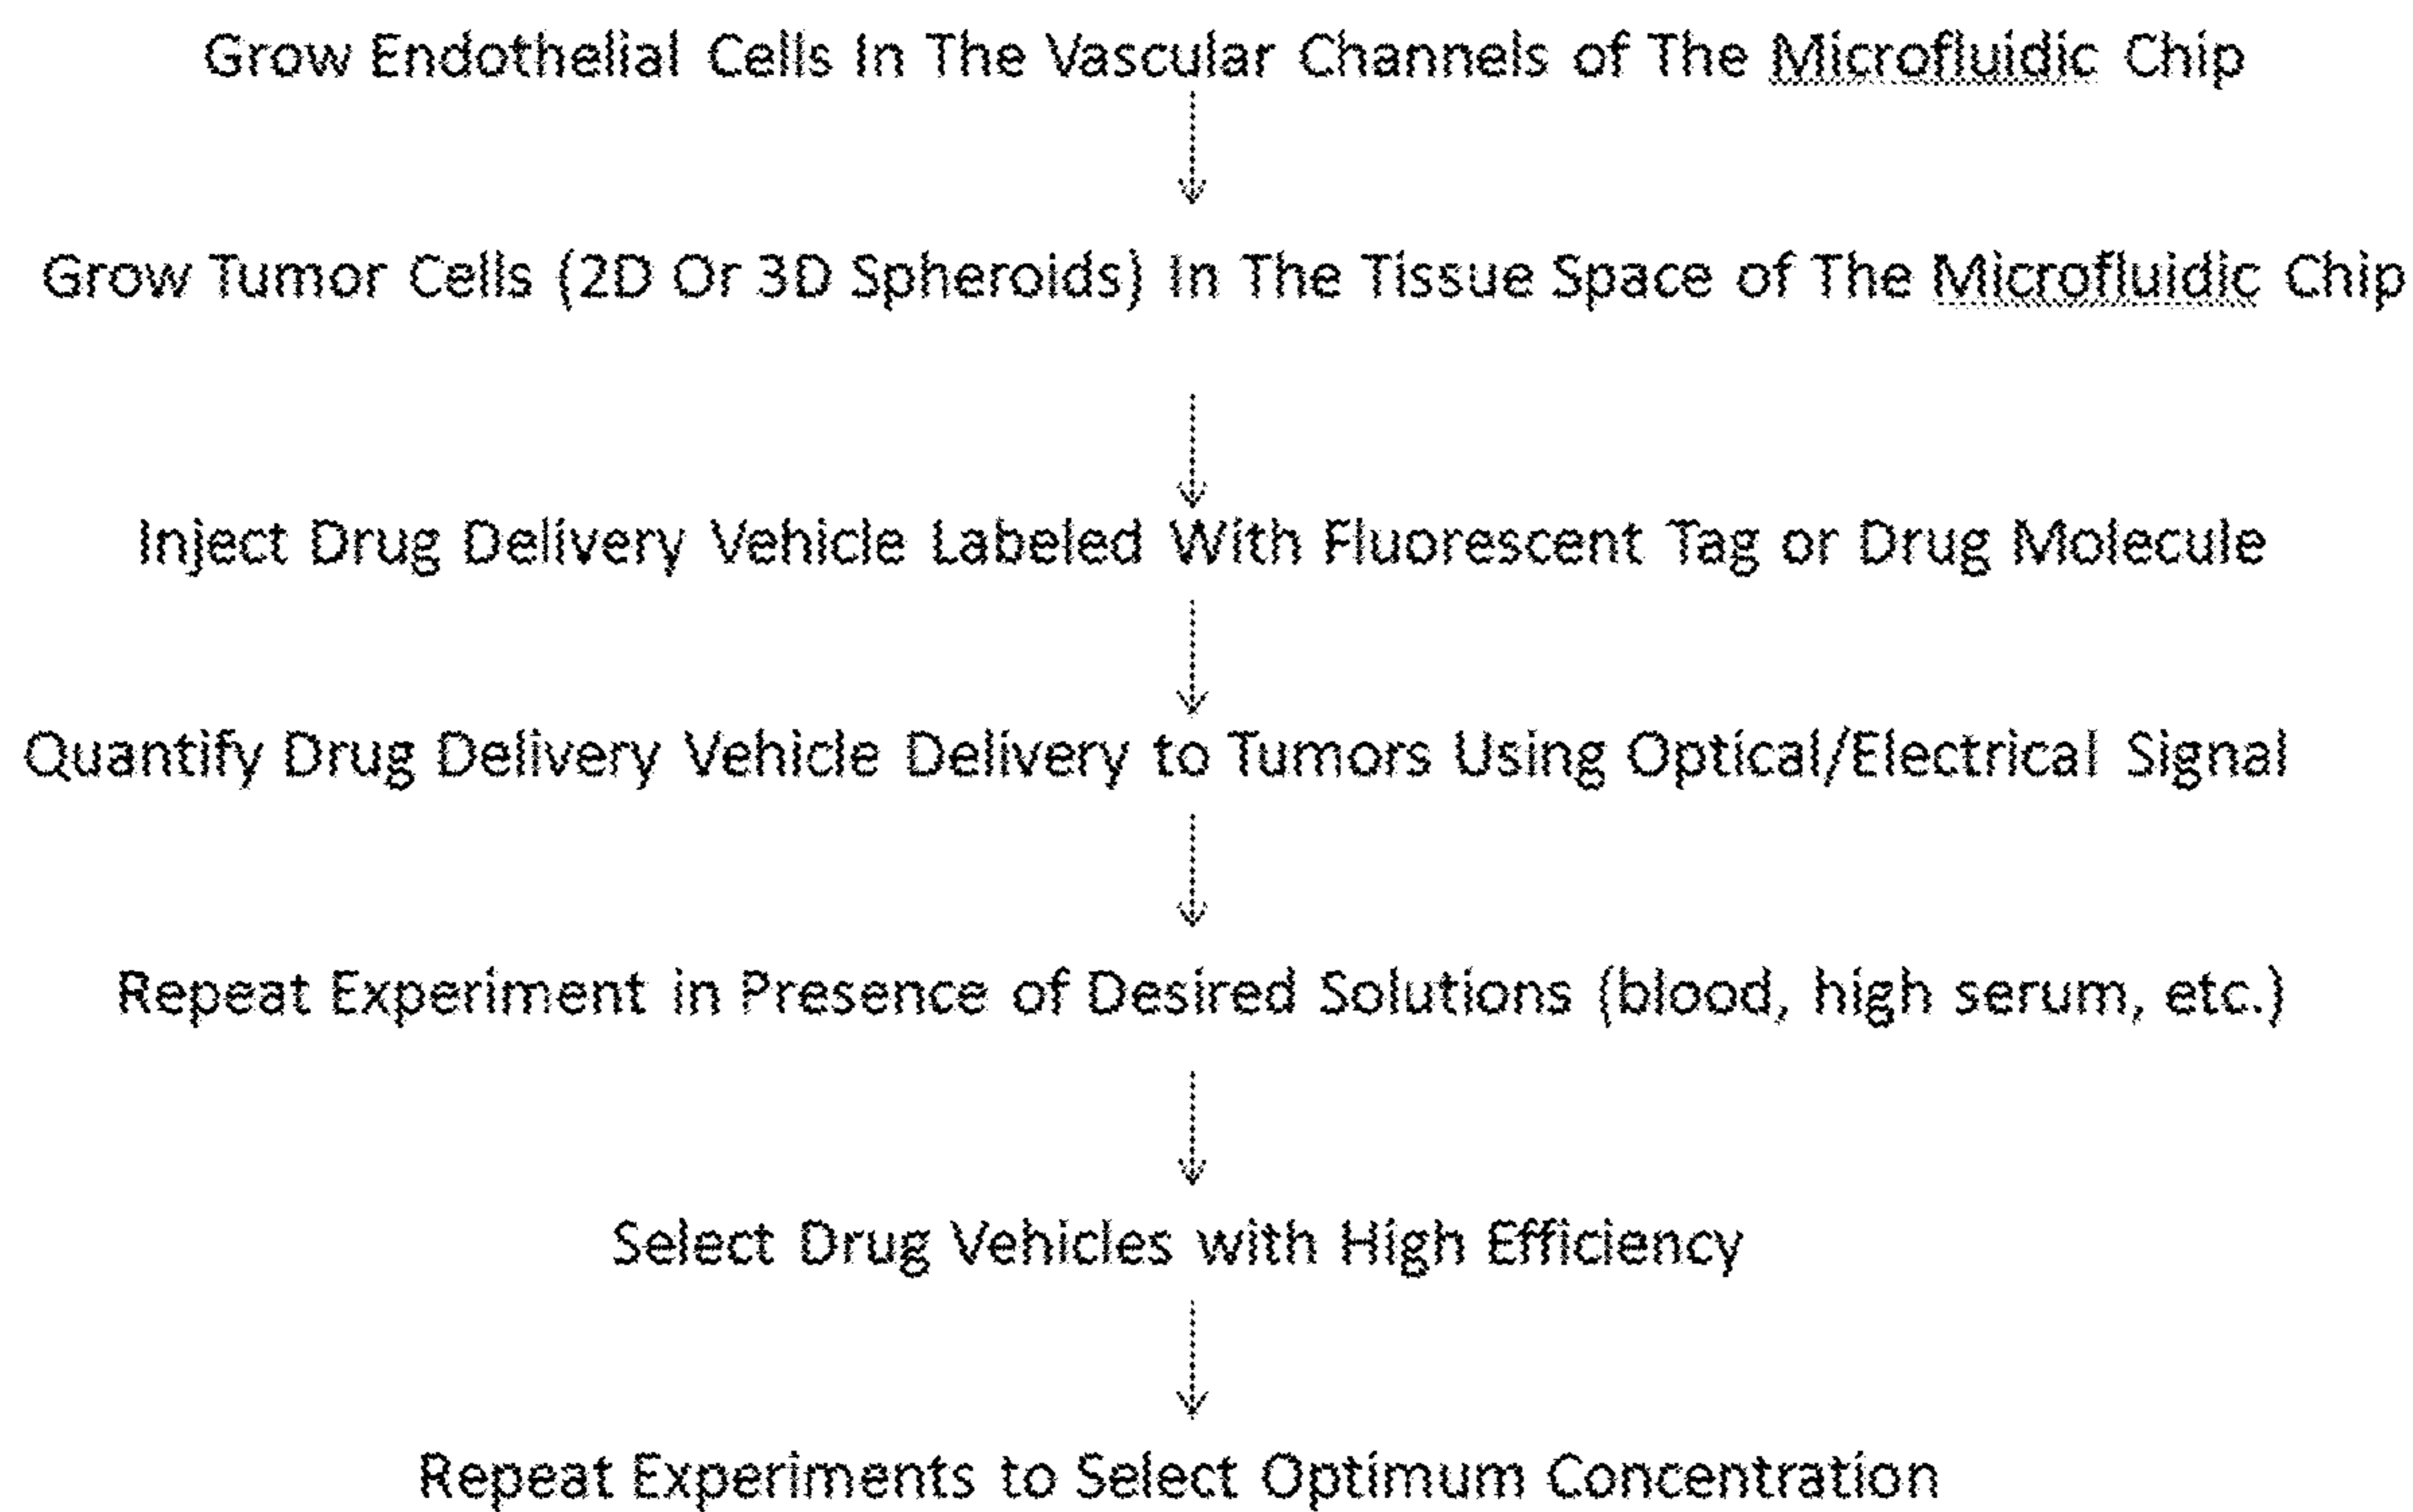 Grow Endothelial Cells In The Vascular Channels of The Microfluidic Chip
Grow Tumor Cells (2D Or 3D Spheroids) In The Tissue Space of The Microfluidic Chip
Inject Drug Delivery Vehicle Labeled With Fluorescent Tag or Drug Molecule
Quantify Drug Delivery Vehicle Delivery to Tumors Using Optical/Electrical Signal
Repeat Experiment in Presence of Desired Solutions (blood, high serum, etc.)
Select Drug Vehicles with High Efficiency
Repeat Experiments to Select Optimum Concentration